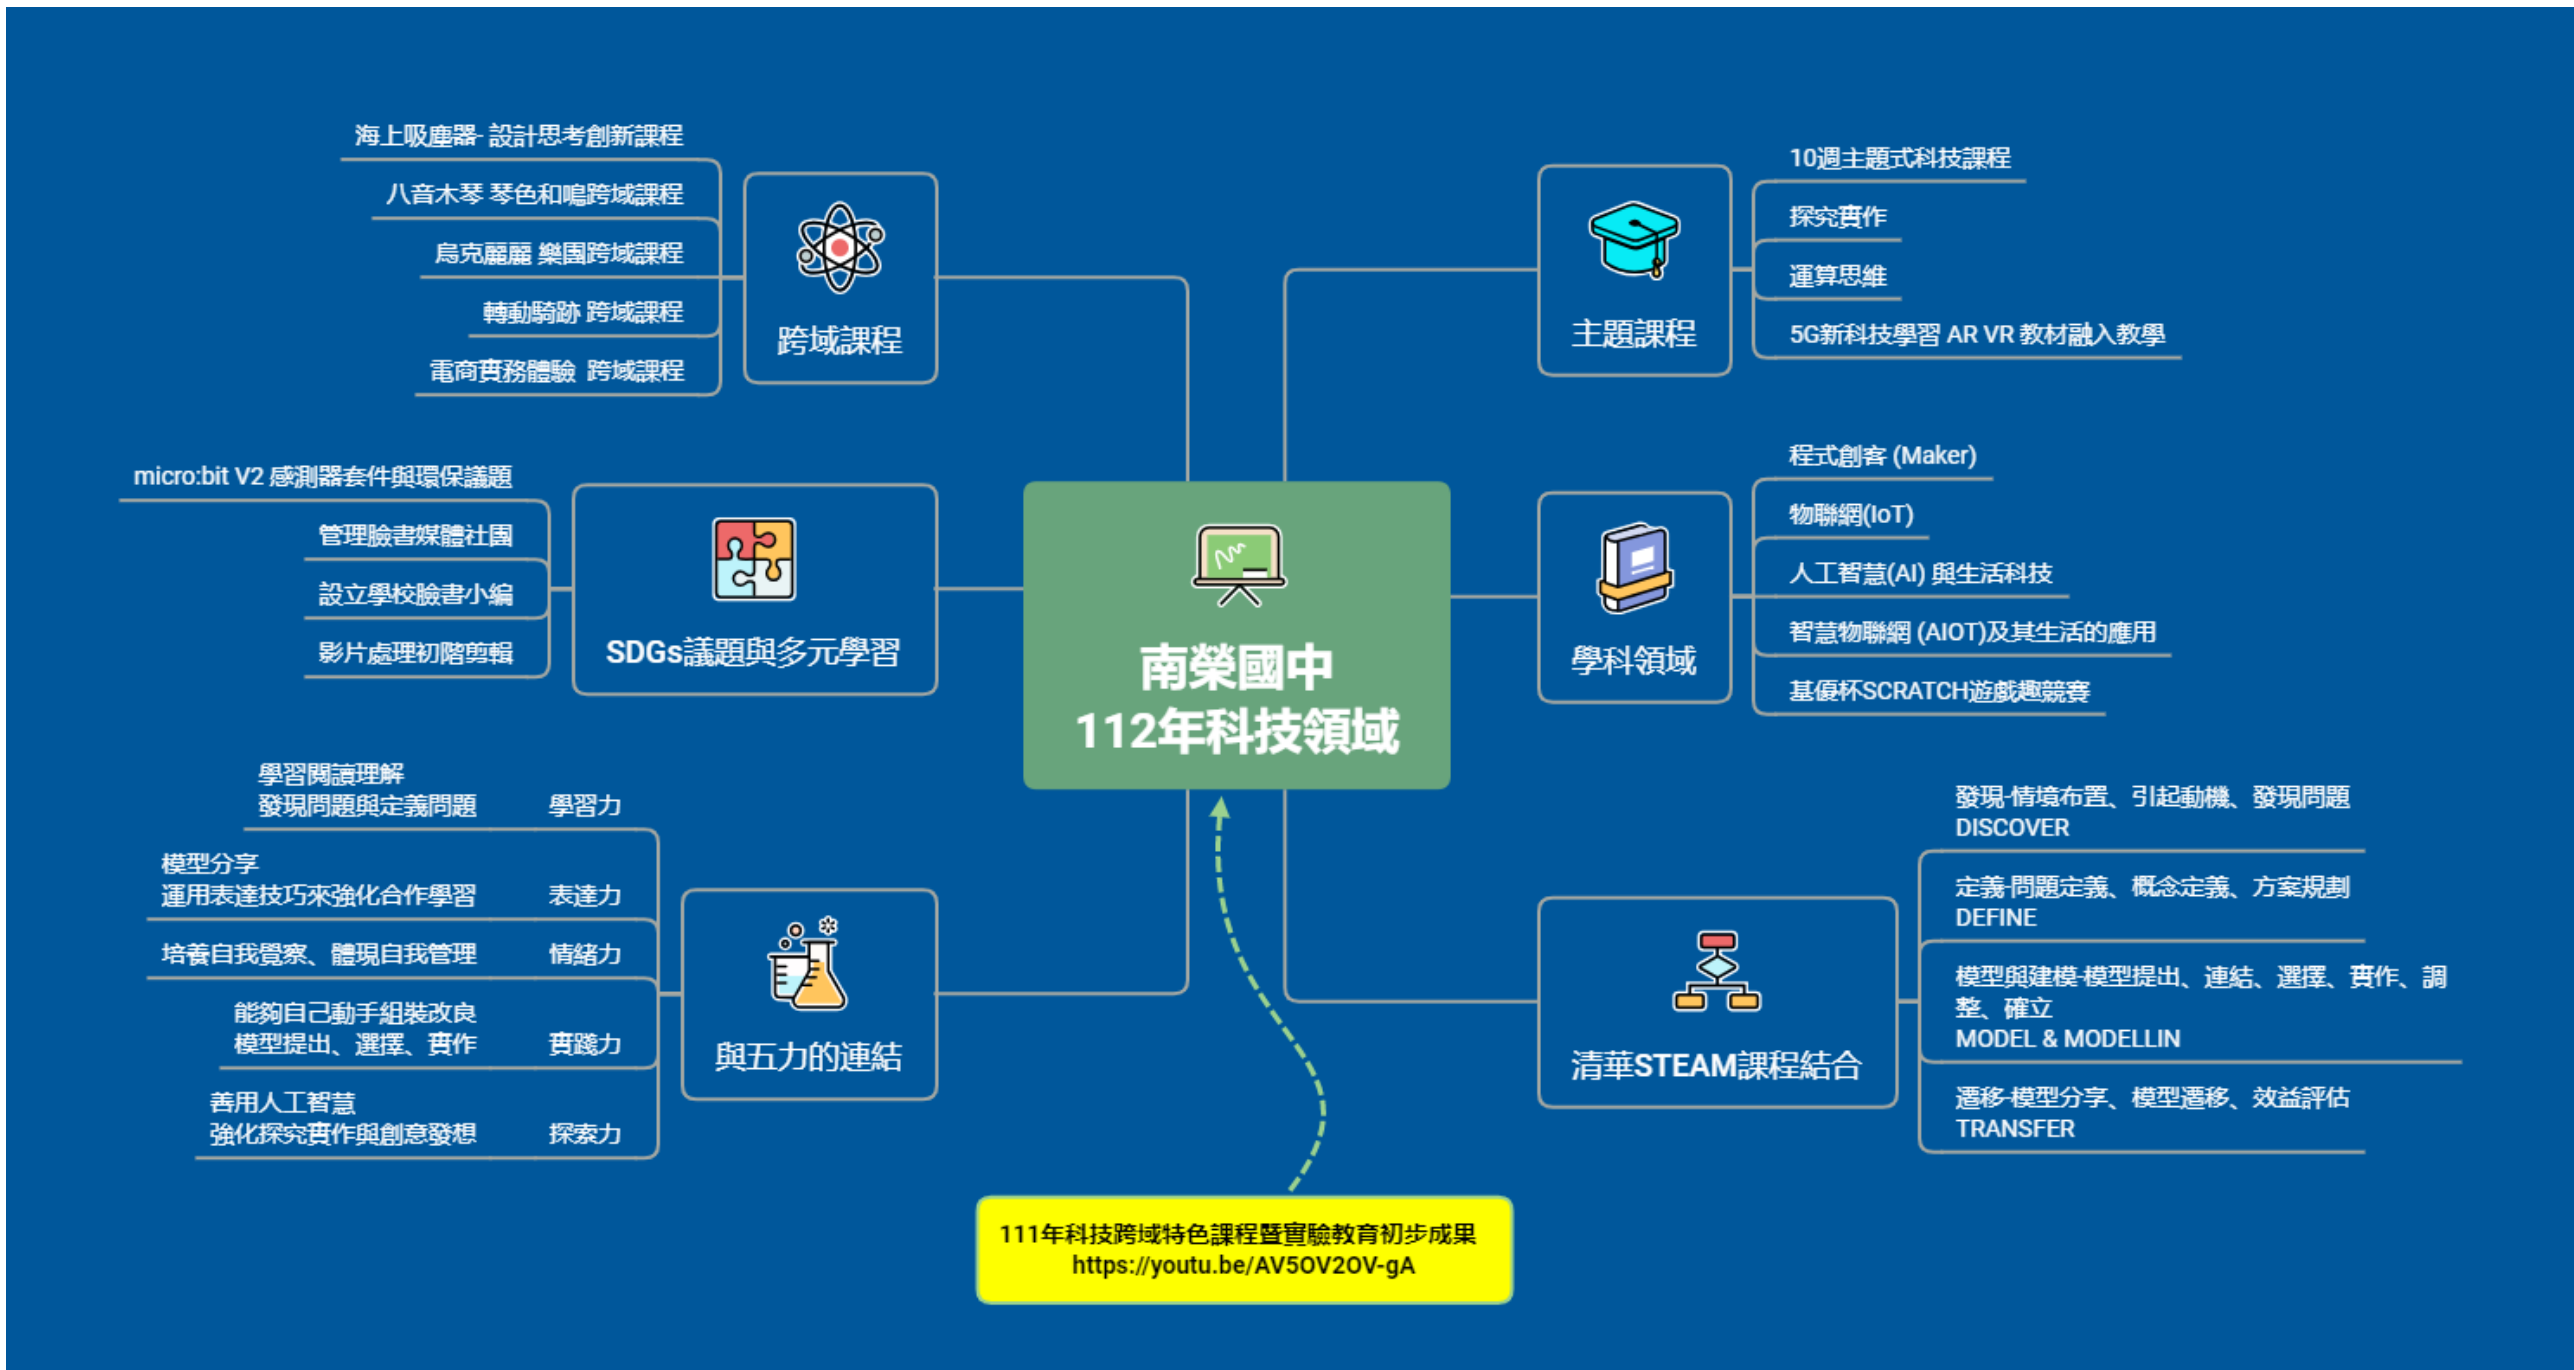 海上吸塵器- 設計思考創新課程
八音木琴 琴色和鳴跨域課程
烏克麗麗 樂團跨域課程
轉動騎跡 跨域課程
電商實務體驗 跨域課程
跨域課程
micro:bit V2 感測器套件與環保議題
管理臉書媒體社團
設立學校臉書小編
影片處理初階剪輯
SDGs議題與多元學習
學習閱讀理解
發現問題與定義問題 學習力
模型分享
運用表達技巧來強化合作學習 表達力
培養自我覺察、體現自我管理 情緒力
能夠自己動手組裝改良
模型提出、選擇、實作 實踐力
善用人工智慧
強化探究實作與創意發想 探索力
與五力的連結
南榮國中
112年科技領域
主題課程
10週主題式科技課程
探究實作
運算思維
5G新科技學習 AR VR 教材融入教學
學科領域
程式創客 (Maker)
物聯網(IoT)
人工智慧(AI) 與生活科技
智慧物聯網 (AIOT)及其生活的應用
基優杯SCRATCH遊戲趣競賽
清華STEAM課程結合
發現-情境布置、引起動機、發現問題
DISCOVER
定義-問題定義、概念定義、方案規劃
DEFINE
模型與建模-模型提出、連結、選擇、實作、調
整、確立
MODEL & MODELLIN
遷移-模型分享、模型遷移、效益評估
TRANSFER
111年科技跨域特色課程暨實驗教育初步成果
https://youtu.be/AV5OV2OV-gA